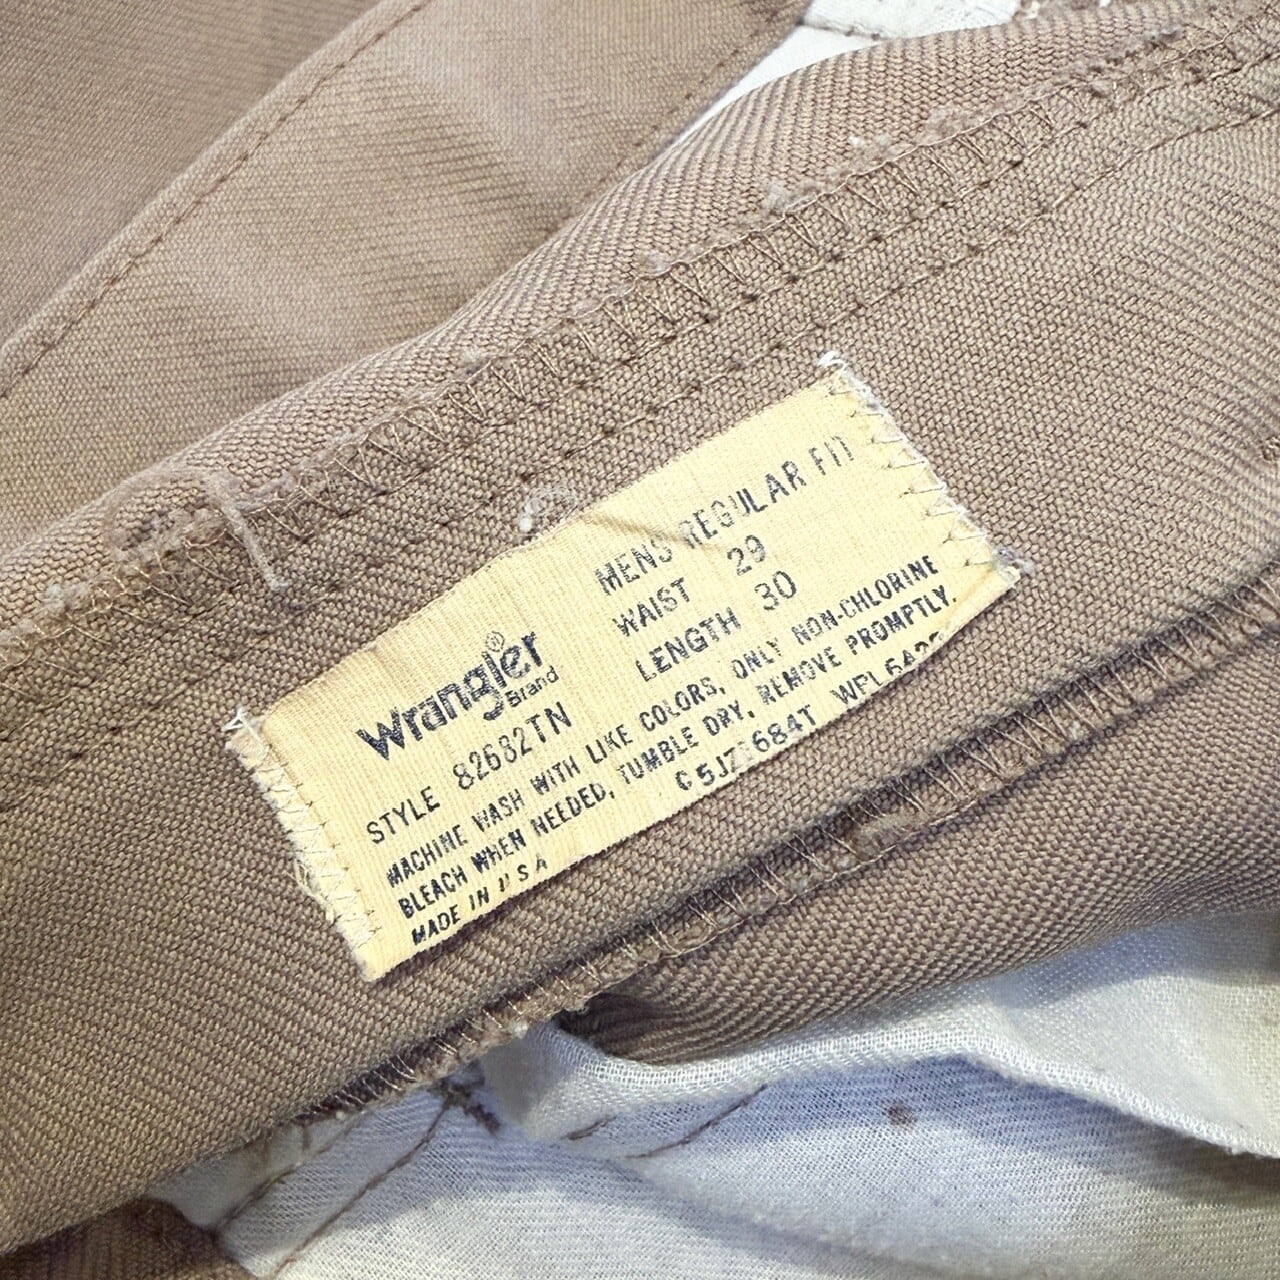 MENS REGULAR FIT
WAIST 29
LENGTH 30
Wrangler®
Brand
STYLE 82682TN
MACHINE WASH WITH LIKE COLORS, ONLY NON-CHLORINE
BLEACH WHEN NEEDED, TUMBLE DRY, REMOVE PROMPTLY.
MADE IN USA